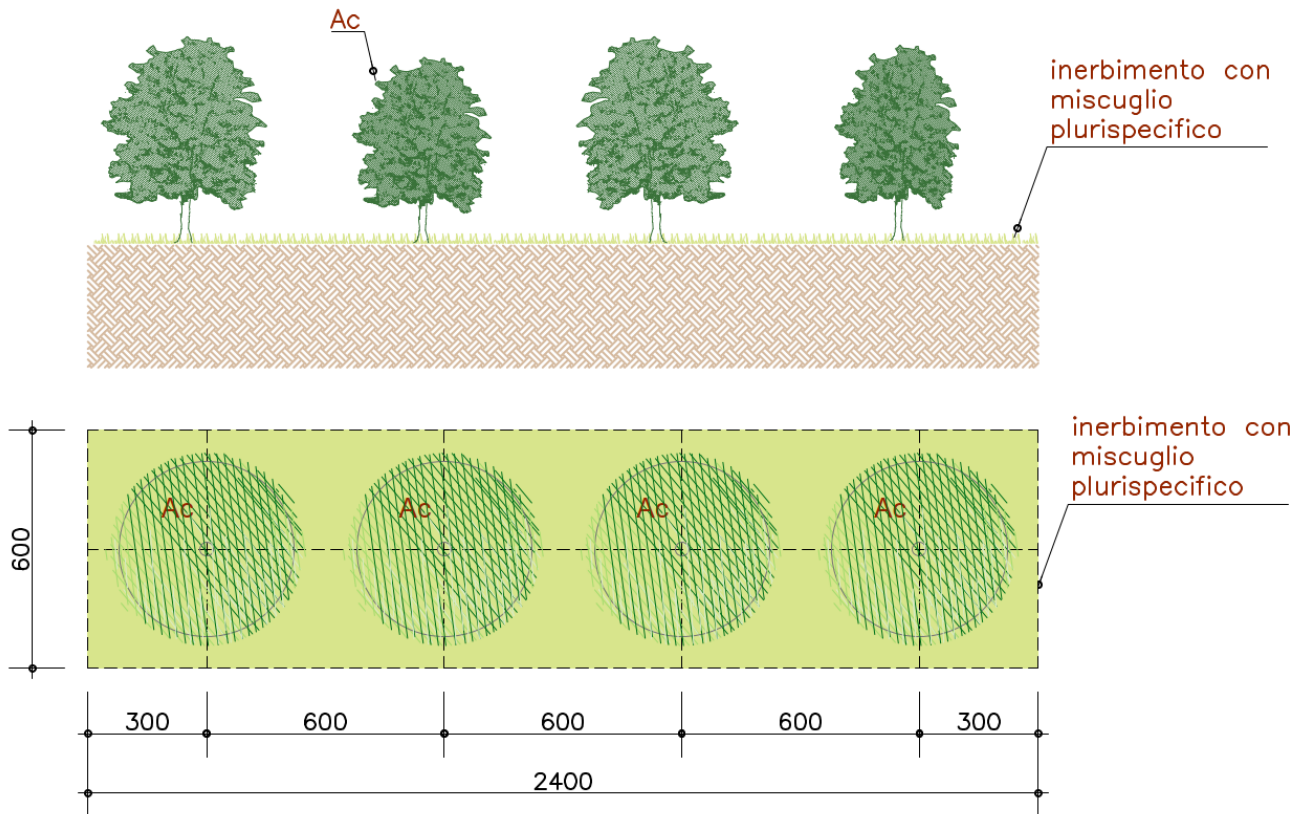 Ac
inerbimento con
miscuglio
plurispecifico
inerbimento con
miscuglio
plurispecifico
Ac
Ac
Ac
Ac
600
300
600
600
600
300
2400